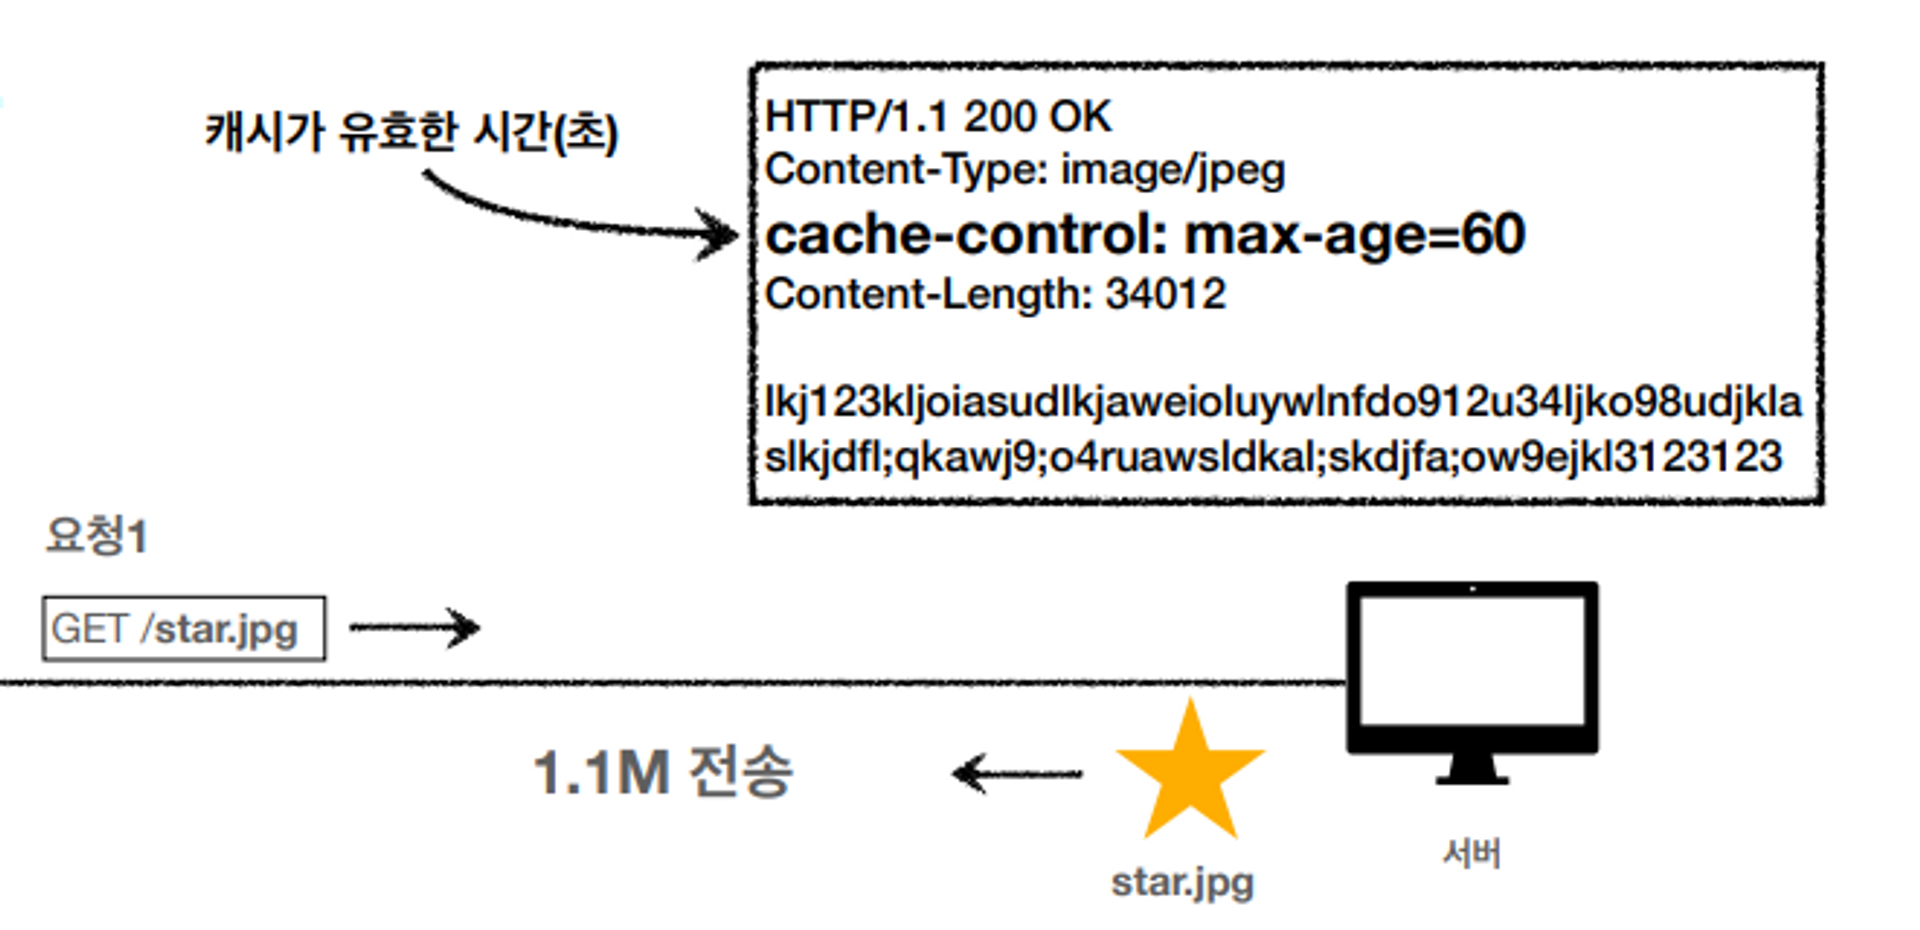 캐시가 유효한 시간(초)
HTTP/1.1 200 OK
Content-Type: image/jpeg
cache-control: max-age=60
Content-Length: 34012
lkj123kljoiasudlkjaweioluywlnfdo912u34ljko98udjkla
slkjdfl;qkawj9;o4ruawsldkal;skdjfa;ow9ejkl3123123
요청1
GET /star.jpg
1.1M 전송
star.jpg
서버